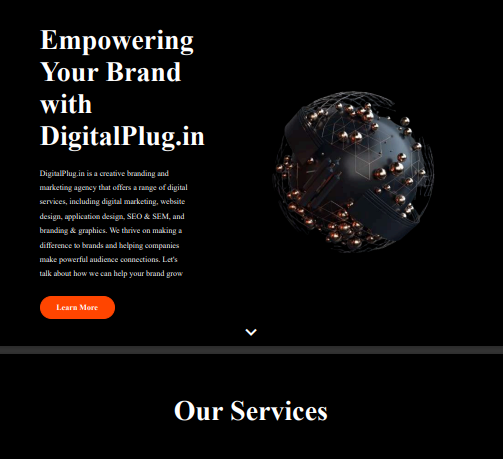 Empowering
Your Brand
with
DigitalPlug.in
DigitalPlug.in is a creative branding and
marketing agency that offers a range of digital
services, including digital marketing, website
design, application design, SEO & SEM, and
branding & graphics. We thrive on making a
difference to brands and helping companies
make powerful audience connections. Let's
talk about how we can help your brand grow
Learn More
Our Services